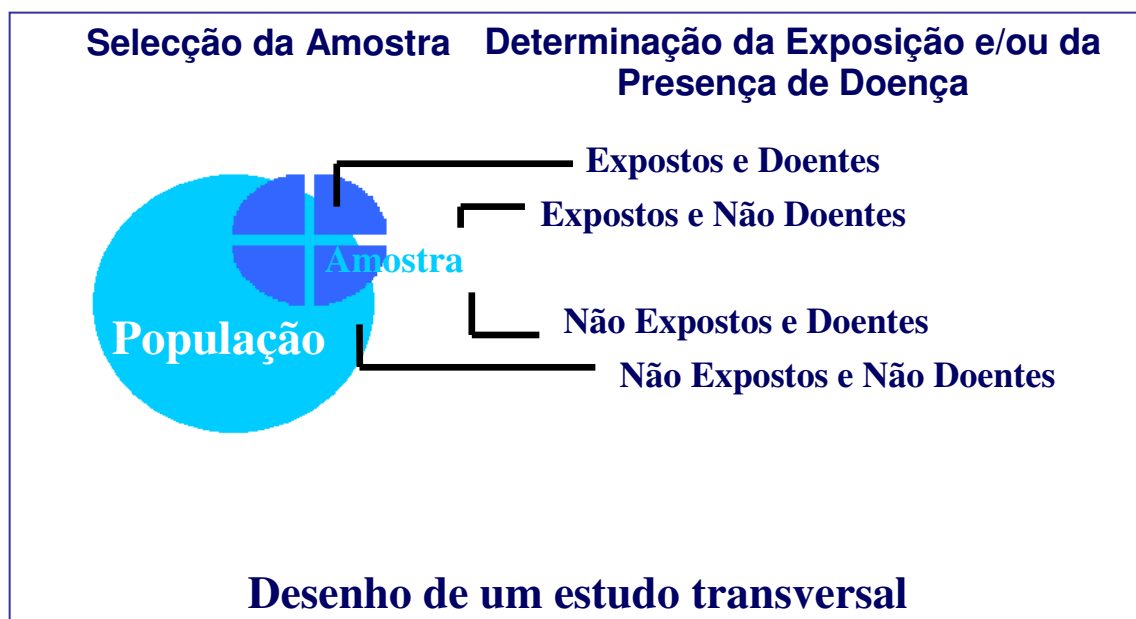 Selecção da Amostra
Determinação da Exposição e/ou da
Presença de Doença
Expostos e Doentes
Expostos e Não Doentes
Amostra
População
Não Expostos e Doentes
Não Expostos e Não Doentes
Desenho de um estudo transversal